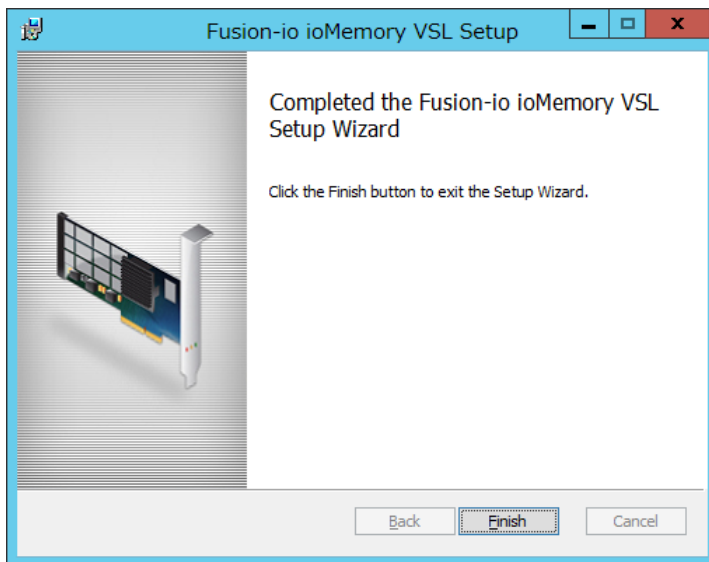 Fusion-io ioMemory VSL Setup
Completed the Fusion-io ioMemory VSL
Setup Wizard
Click the Finish button to exit the Setup Wizard.
Back Finish Cancel